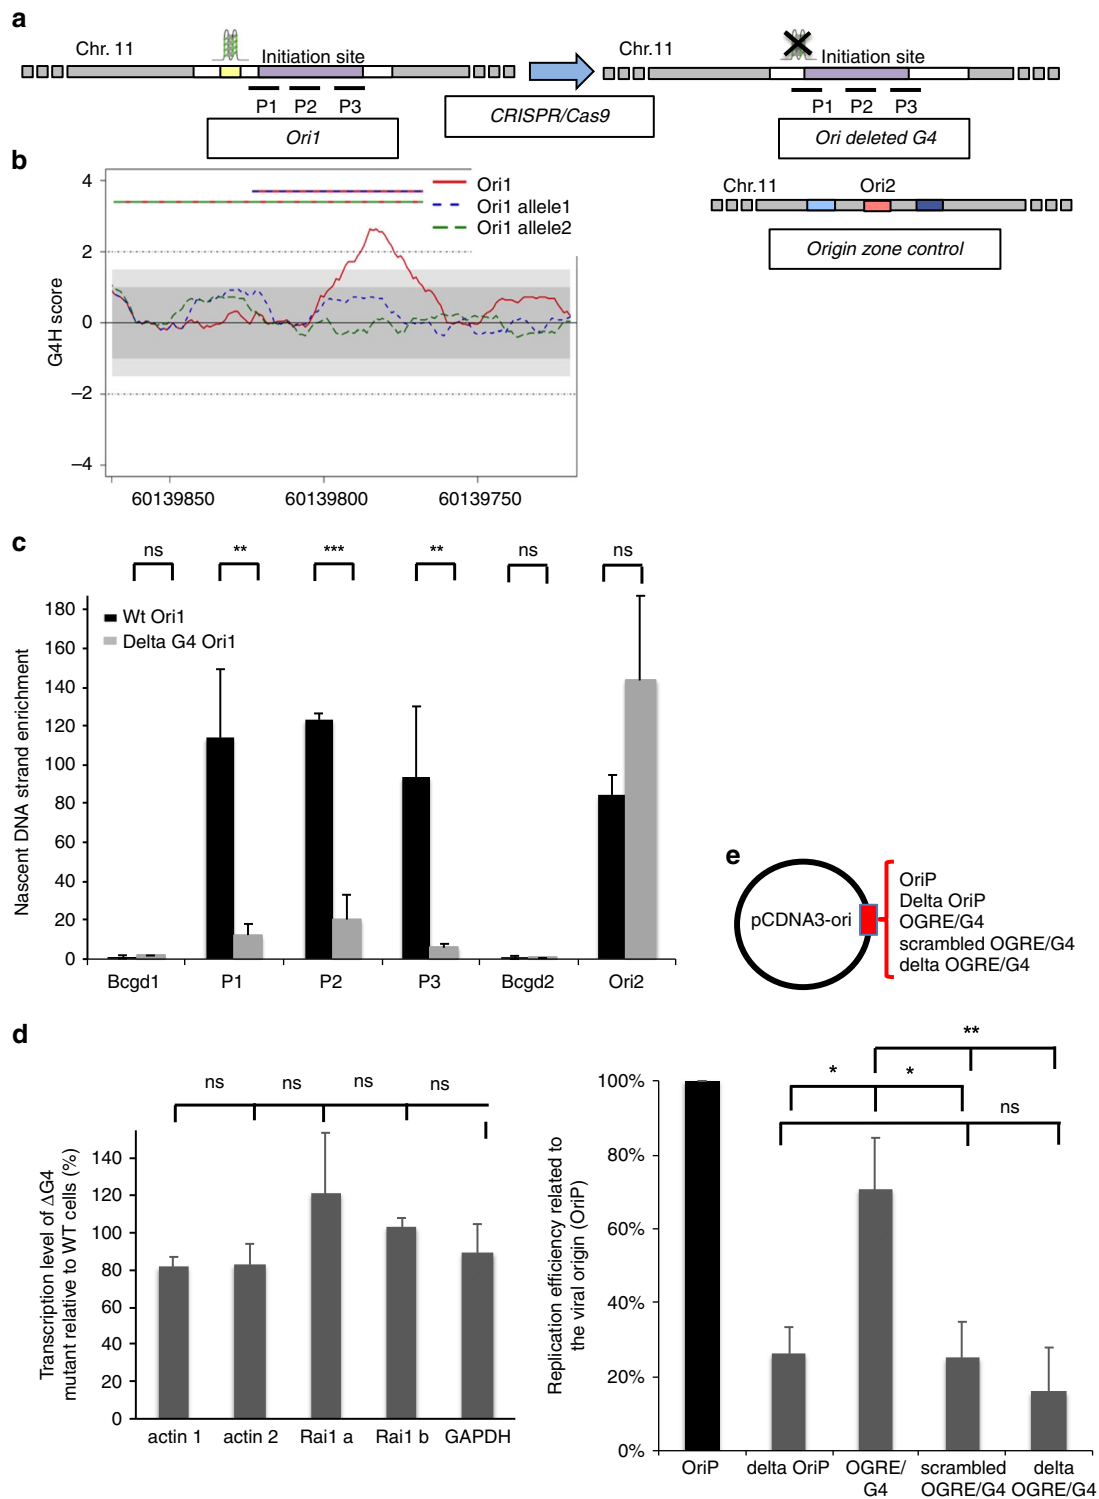 a
Chr. 11
Initiation site
P1 P2 P3
Ori1
CRISPR/Cas9
Chr.11
Initiation site
P1 P2 P3
Ori deleted G4
b
4
2
0
−2
−4
G4H score
Ori1
Ori1 allele1
Ori1 allele2
60139850 60139800 60139750
Chr.11
Ori2
Origin zone control
c
ns ** *** ** ns ns
Wt Ori1
Delta G4 Ori1
Nascent DNA strand enrichment
180
160
140
120
100
80
60
40
20
0
Bcgd1 P1 P2 P3 Bcgd2 Ori2
e
pCDNA3-ori
OriP
Delta OriP
OGRE/G4
scrambled OGRE/G4
delta OGRE/G4
d
ns ns ns ns
Transcription level of ΔG4
mutant relative to WT cells (%)
140
120
100
80
60
40
20
0
actin 1 actin 2 Rai1 a Rai1 b GAPDH
**
* *
ns
Replication efficiency related to
the viral origin (OriP)
100%
80%
60%
40%
20%
0%
OriP delta OriP OGRE/ scrambled delta
G4 OGRE/G4 OGRE/G4